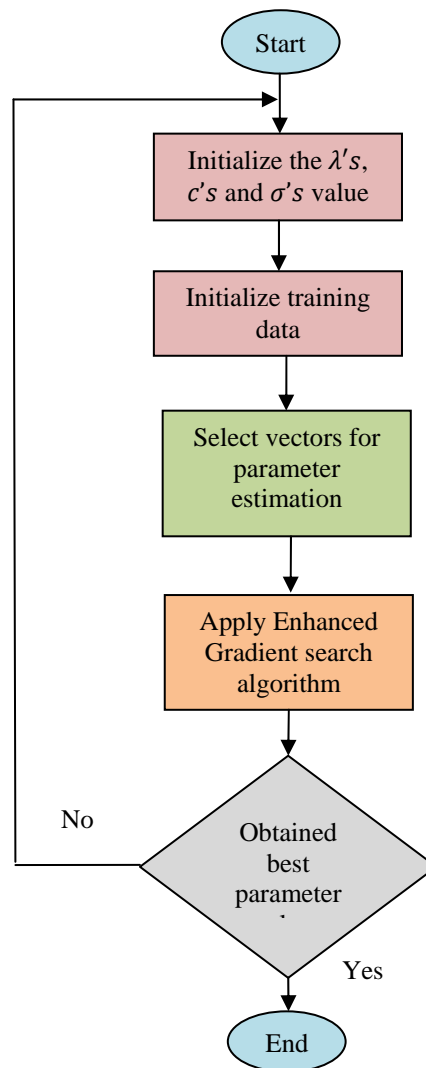 Start
Initialize the 𝜆′𝑠,
𝑐’𝑠 and 𝜎’𝑠 value
Initialize training
data
Select vectors for
parameter
estimation
Apply Enhanced
Gradient search
algorithm
No
Obtained
best
parameter
Yes
End